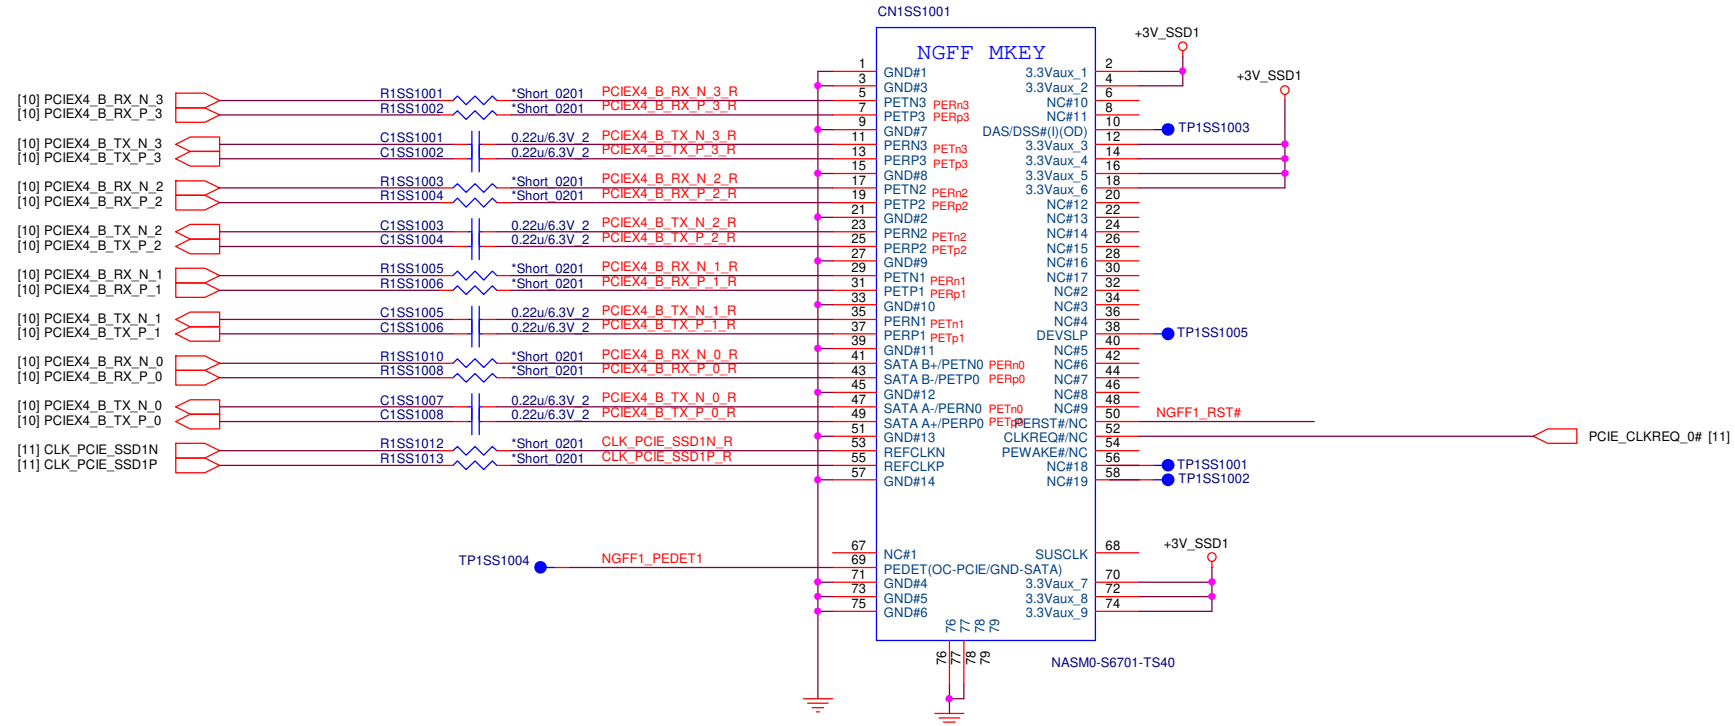 CN1SS1001
NGFF MKEY
+3V_SSD1
+3V_SSD1
1 GND#1 3.3Vaux_1 2
3 GND#3 3.3Vaux_2 4
[10] PCIEX4_B_RX_N_3 R1SS1001 *Short_0201 PCIEX4_B_RX_N_3_R 5 PETN3 PERn3 NC#10 6
[10] PCIEX4_B_RX_P_3 R1SS1002 *Short_0201 PCIEX4_B_RX_P_3_R 7 PETP3 PERp3 NC#11 8
9 GND#7 DAS/DSS#(I)(OD) 10 TP1SS1003
[10] PCIEX4_B_TX_N_3 C1SS1001 0.22u/6.3V_2 PCIEX4_B_TX_N_3_R 11 PERN3 PETn3 3.3Vaux_3 12
[10] PCIEX4_B_TX_P_3 C1SS1002 0.22u/6.3V_2 PCIEX4_B_TX_P_3_R 13 PERP3 PETp3 3.3Vaux_4 14
15 GND#8 3.3Vaux_5 16
[10] PCIEX4_B_RX_N_2 R1SS1003 *Short_0201 PCIEX4_B_RX_N_2_R 17 PETN2 PERn2 3.3Vaux_6 18
[10] PCIEX4_B_RX_P_2 R1SS1004 *Short_0201 PCIEX4_B_RX_P_2_R 19 PETP2 PERp2 NC#12 20
21 GND#2 NC#13 22
[10] PCIEX4_B_TX_N_2 C1SS1003 0.22u/6.3V_2 PCIEX4_B_TX_N_2_R 23 PERN2 PETn2 NC#14 24
[10] PCIEX4_B_TX_P_2 C1SS1004 0.22u/6.3V_2 PCIEX4_B_TX_P_2_R 25 PERP2 PETp2 NC#15 26
27 GND#9 NC#16 28
[10] PCIEX4_B_RX_N_1 R1SS1005 *Short_0201 PCIEX4_B_RX_N_1_R 29 PETN1 PERn1 NC#17 30
[10] PCIEX4_B_RX_P_1 R1SS1006 *Short_0201 PCIEX4_B_RX_P_1_R 31 PETP1 PERp1 NC#2 32
33 GND#10 NC#3 34
[10] PCIEX4_B_TX_N_1 C1SS1005 0.22u/6.3V_2 PCIEX4_B_TX_N_1_R 35 PERN1 PETn1 NC#4 36
[10] PCIEX4_B_TX_P_1 C1SS1006 0.22u/6.3V_2 PCIEX4_B_TX_P_1_R 37 PERP1 PETp1 DEVSLP 38 TP1SS1005
39 GND#11 NC#5 40
[10] PCIEX4_B_RX_N_0 R1SS1010 *Short_0201 PCIEX4_B_RX_N_0_R 41 SATA B+/PETN0 PERn0 NC#6 42
[10] PCIEX4_B_RX_P_0 R1SS1008 *Short_0201 PCIEX4_B_RX_P_0_R 43 SATA B-/PETP0 PERp0 NC#7 44
45 GND#12 NC#8 46
[10] PCIEX4_B_TX_N_0 C1SS1007 0.22u/6.3V_2 PCIEX4_B_TX_N_0_R 47 SATA A-/PERN0 PETn0 NC#9 48
[10] PCIEX4_B_TX_P_0 C1SS1008 0.22u/6.3V_2 PCIEX4_B_TX_P_0_R 49 SATA A+/PERP0 PETp0 PERST#/NC 50 NGFF1_RST#
51 GND#13 CLKREQ#/NC 52 PCIE_CLKREQ_0# [11]
[11] CLK_PCIE_SSD1N R1SS1012 *Short_0201 CLK_PCIE_SSD1N_R 53 REFCLKN PEWAKE#/NC 54
[11] CLK_PCIE_SSD1P R1SS1013 *Short_0201 CLK_PCIE_SSD1P_R 55 REFCLKP NC#18 56 TP1SS1001
57 GND#14 NC#19 58 TP1SS1002
+3V_SSD1
67 NC#1 SUSCLK 68
TP1SS1004 NGFF1_PEDET1 69 PEDET(OC-PCIE/GND-SATA)
71 GND#4 3.3Vaux_7 70
73 GND#5 3.3Vaux_8 72
75 GND#6 3.3Vaux_9 74
76 77 78 79
76 77 78 79
NASM0-S6701-TS40